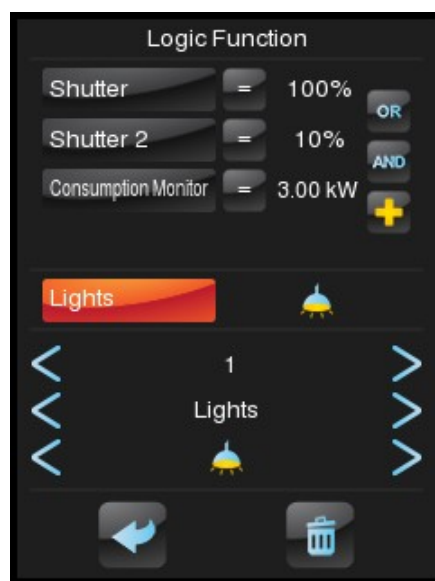 Logic Function
Shutter = 100%
OR
Shutter 2 = 10%
AND
Consumption Monitor = 3.00 kW
Lights
1
Lights